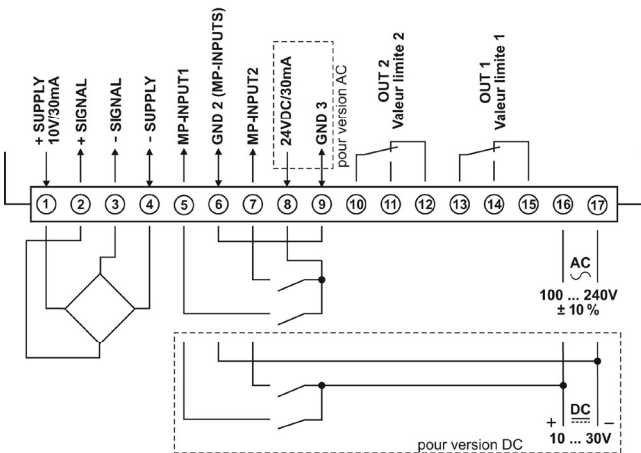 + SUPPLY
10V/30mA
+ SIGNAL
- SIGNAL
- SUPPLY
MP-INPUT1
GND 2 (MP-INPUTS)
MP-INPUT2
24VDC/30mA
GND 3
pour version AC
OUT 2
Valeur limite 2
OUT 1
Valeur limite 1
1 2 3 4 5 6 7 8 9 10 11 12 13 14 15 16 17
AC
100 ... 240V
± 10 %
+ DC −
10 ... 30V
pour version DC